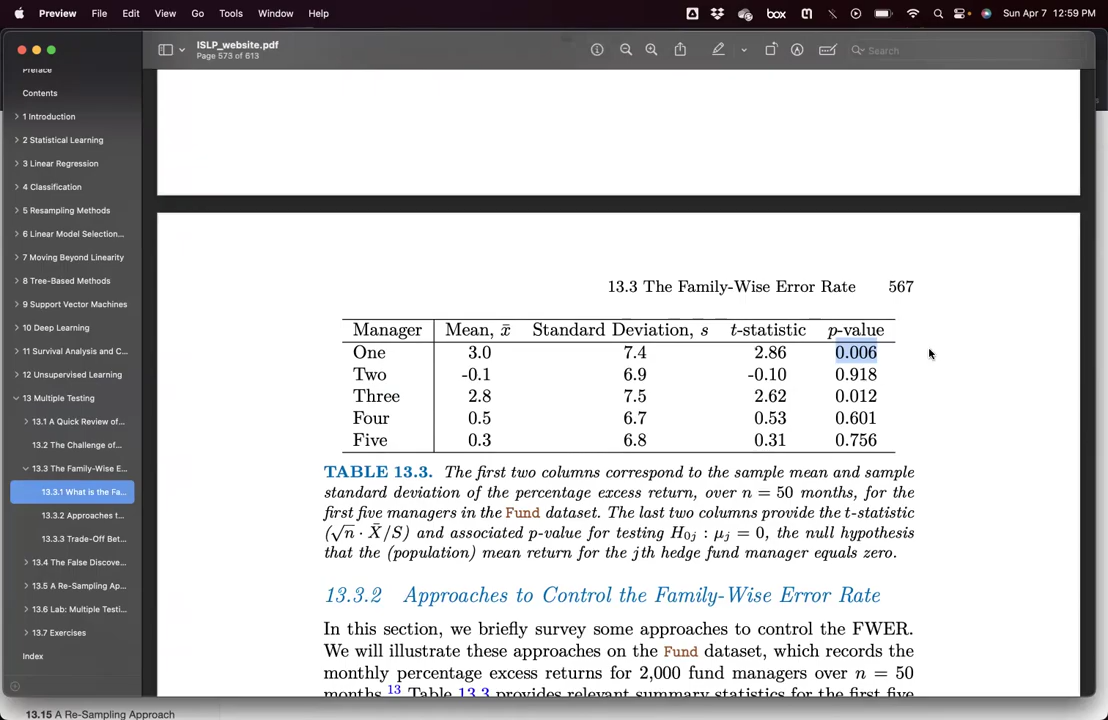 Preview File Edit View Go Tools Window Help box Sun Apr 7 12:59 PM
ISLP_website.pdf
Page 573 of 613
Search
Preface
Contents
1 Introduction
2 Statistical Learning
3 Linear Regression
4 Classification
5 Resampling Methods
6 Linear Model Selection...
7 Moving Beyond Linearity
8 Tree-Based Methods
9 Support Vector Machines
10 Deep Learning
11 Survival Analysis and C...
12 Unsupervised Learning
13 Multiple Testing
13.1 A Quick Review of...
13.2 The Challenge of...
13.3 The Family-Wise E...
13.3.1 What is the Fa...
13.3.2 Approaches t...
13.3.3 Trade-Off Bet...
13.4 The False Discove...
13.5 A Re-Sampling Ap...
13.6 Lab: Multiple Testi...
13.7 Exercises
Index
13.15 A Re-Sampling Approach
13.3 The Family-Wise Error Rate 567
Manager Mean, x̄ Standard Deviation, s t-statistic p-value
One 3.0 7.4 2.86 0.006
Two -0.1 6.9 -0.10 0.918
Three 2.8 7.5 2.62 0.012
Four 0.5 6.7 0.53 0.601
Five 0.3 6.8 0.31 0.756
TABLE 13.3. The first two columns correspond to the sample mean and sample
standard deviation of the percentage excess return, over n = 50 months, for the
first five managers in the Fund dataset. The last two columns provide the t-statistic
(√n · X̄/S) and associated p-value for testing H₀ⱼ : μⱼ = 0, the null hypothesis
that the (population) mean return for the jth hedge fund manager equals zero.
13.3.2 Approaches to Control the Family-Wise Error Rate
In this section, we briefly survey some approaches to control the FWER.
We will illustrate these approaches on the Fund dataset, which records the
monthly percentage excess returns for 2,000 fund managers over n = 50
months.13 Table 13.3 provides relevant summary statistics for the first five